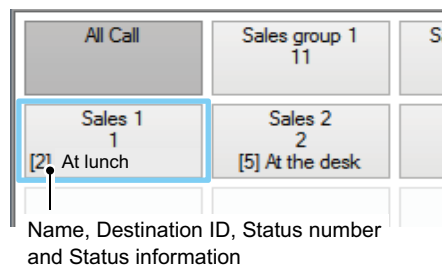 All Call
Sales group 1
11
S
Sales 1
1
[2] At lunch
Sales 2
2
[5] At the desk
Name, Destination ID, Status number
and Status information